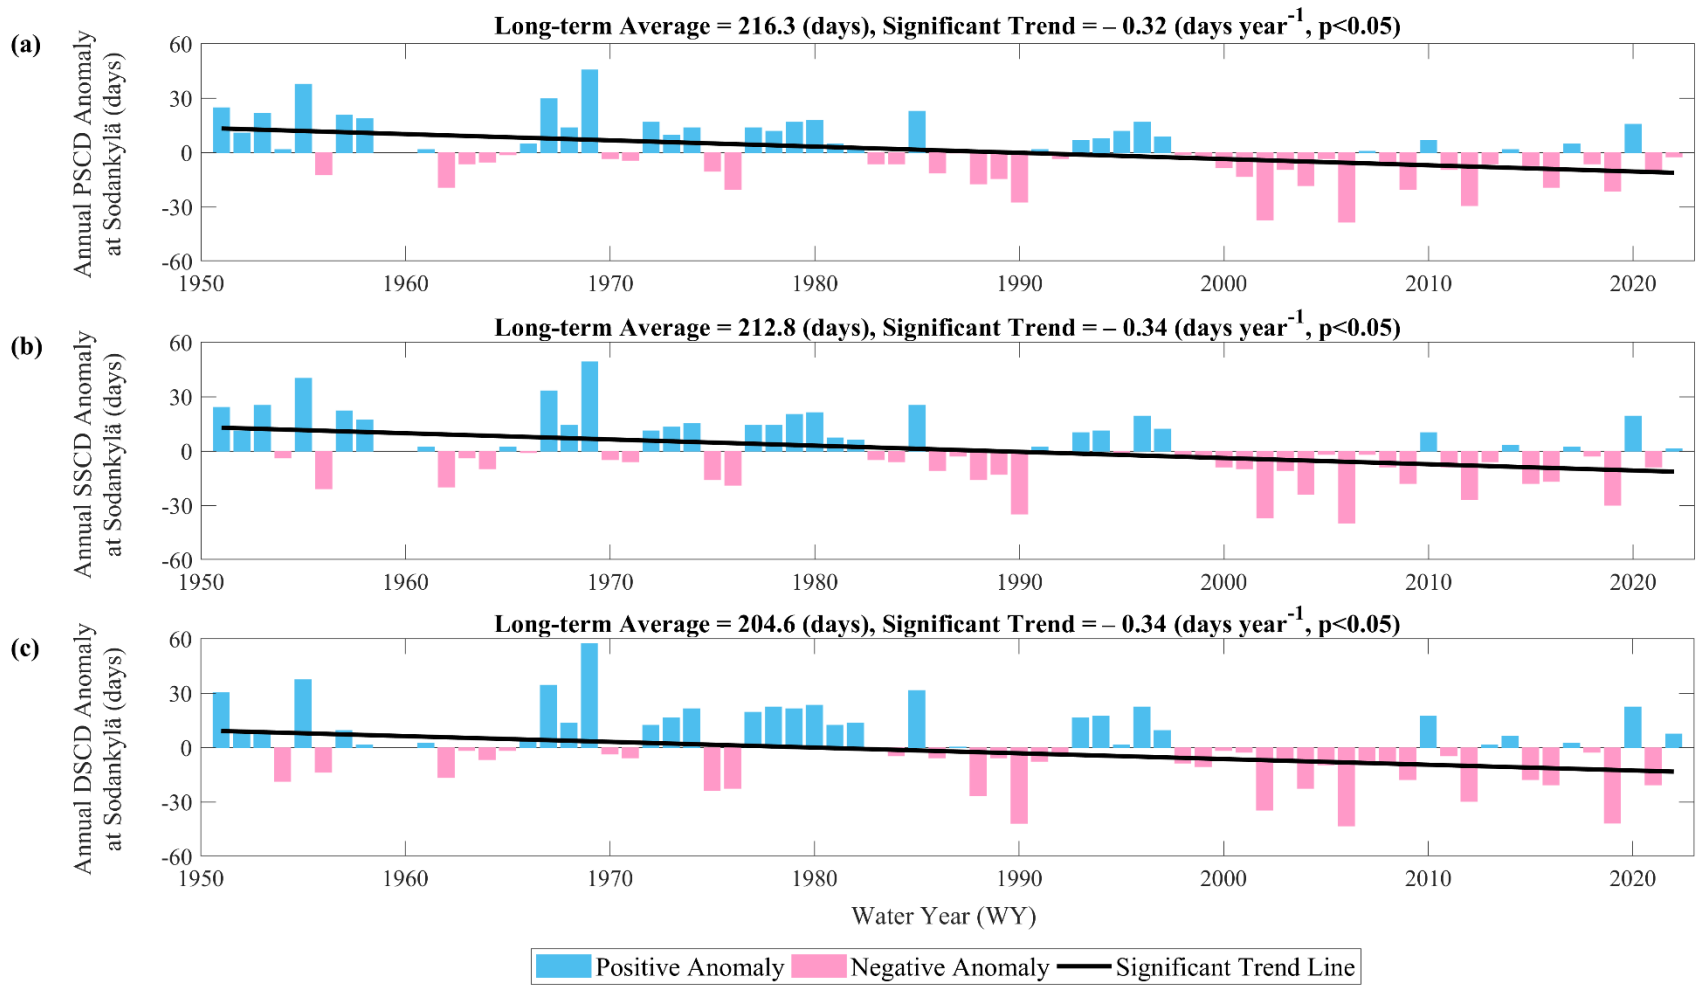 (a)
Long-term Average = 216.3 (days), Significant Trend = – 0.32 (days year-1, p<0.05)
Annual PSCD Anomaly
at Sodankylä (days)
60
30
0
-30
-60
1950 1960 1970 1980 1990 2000 2010 2020
(b)
Long-term Average = 212.8 (days), Significant Trend = – 0.34 (days year-1, p<0.05)
Annual SSCD Anomaly
at Sodankylä (days)
60
30
0
-30
-60
1950 1960 1970 1980 1990 2000 2010 2020
(c)
Long-term Average = 204.6 (days), Significant Trend = – 0.34 (days year-1, p<0.05)
Annual DSCD Anomaly
at Sodankylä (days)
60
30
0
-30
-60
1950 1960 1970 1980 1990 2000 2010 2020
Water Year (WY)
Positive Anomaly Negative Anomaly Significant Trend Line